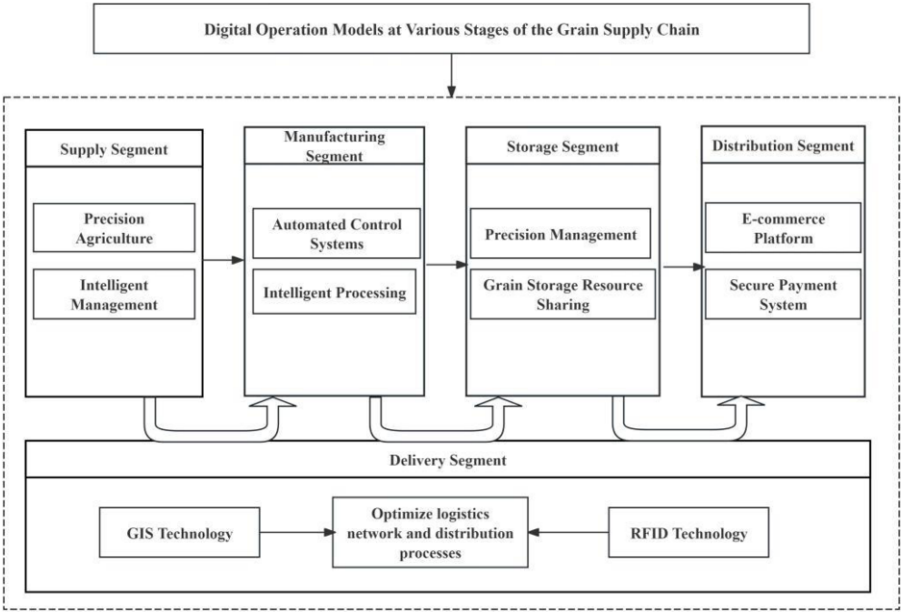 Digital Operation Models at Various Stages of the Grain Supply Chain
Supply Segment
Precision
Agriculture
Intelligent
Management
Manufacturing
Segment
Automated Control
Systems
Intelligent Processing
Storage Segment
Precision Management
Grain Storage Resource
Sharing
Distribution Segment
E-commerce
Platform
Secure Payment
System
Delivery Segment
GIS Technology
Optimize logistics
network and distribution
processes
RFID Technology